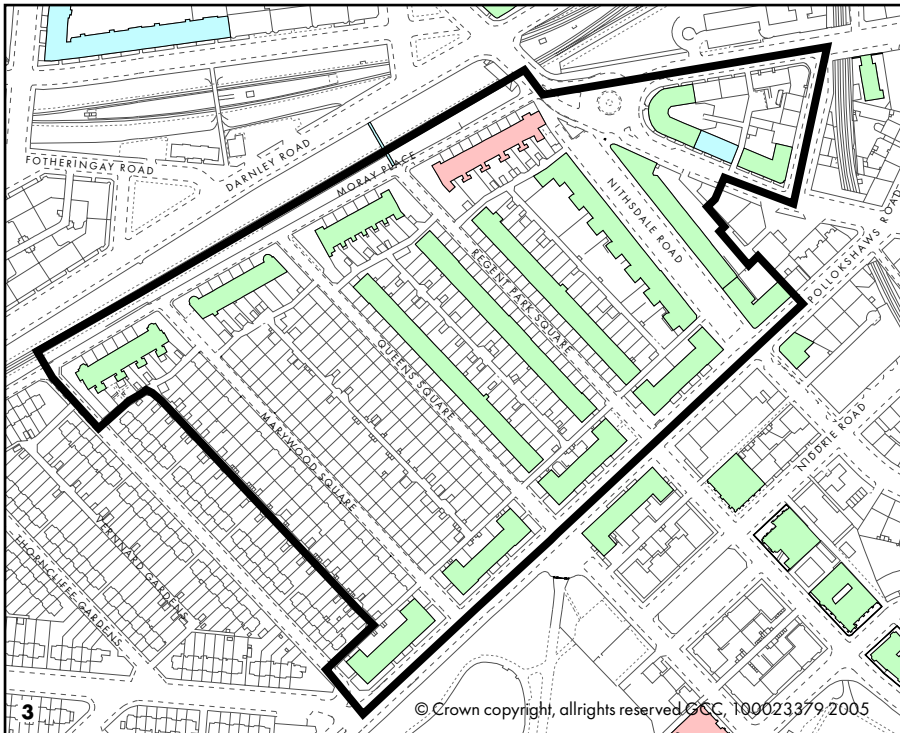 FOTHERINGAY ROAD
DARNLEY ROAD
MORAY PLACE
NITHSDALE ROAD
POLLOKSHAWS ROAD
REGENT PARK SQUARE
QUEENS SQUARE
MARYWOOD SQUARE
NIDDRIE ROAD
VENNARD GARDENS
THORNCLIFFE GARDENS
3
© Crown copyright, allrights reserved GCC, 100023379 2005